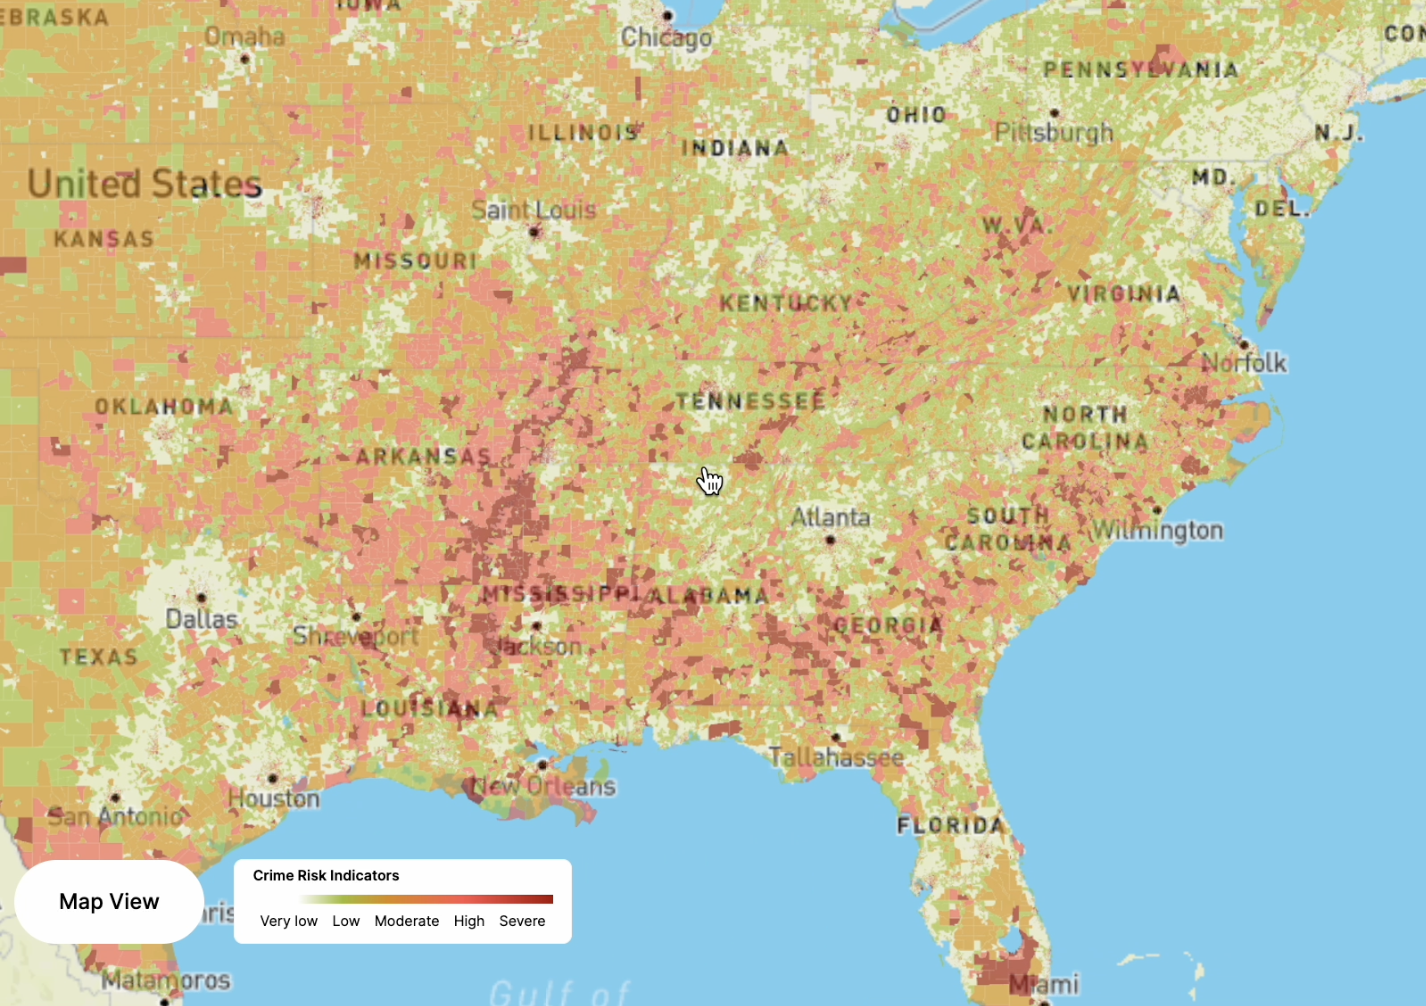 EBRASKA
IOWA
Omaha
Chicago
CON
PENNSYLVANIA
OHIO
ILLINOIS
INDIANA
Pittsburgh
N.J.
United States
MD.
Saint Louis
DEL.
KANSAS
W.VA.
MISSOURI
KENTUCKY
VIRGINIA
Norfolk
OKLAHOMA
TENNESSEE
NORTH
CAROLINA
ARKANSAS
Atlanta
SOUTH
CAROLINA
Wilmington
MISSISSIPPI
ALABAMA
Dallas
Shreveport
Jackson
GEORGIA
TEXAS
LOUISIANA
Tallahassee
New Orleans
Houston
San Antonio
FLORIDA
Crime Risk Indicators
Map View
hris
Very low Low Moderate High Severe
Matamoros
Miami
Gulf of